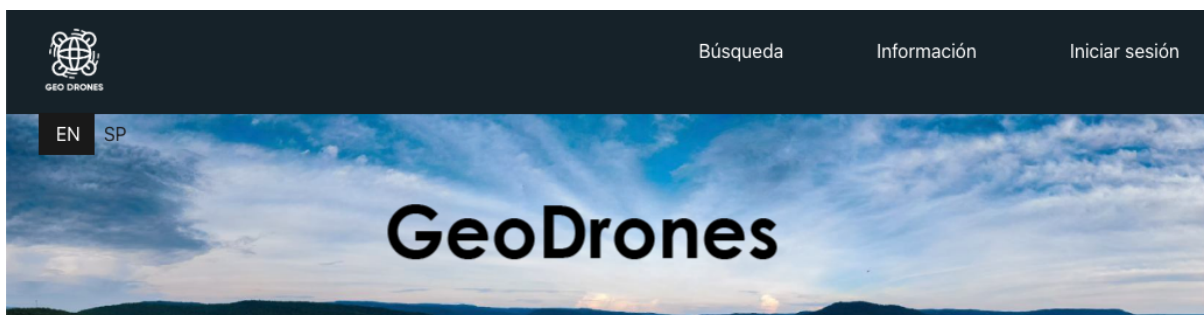 GEO DRONES
Búsqueda Información Iniciar sesión
EN SP
GeoDrones